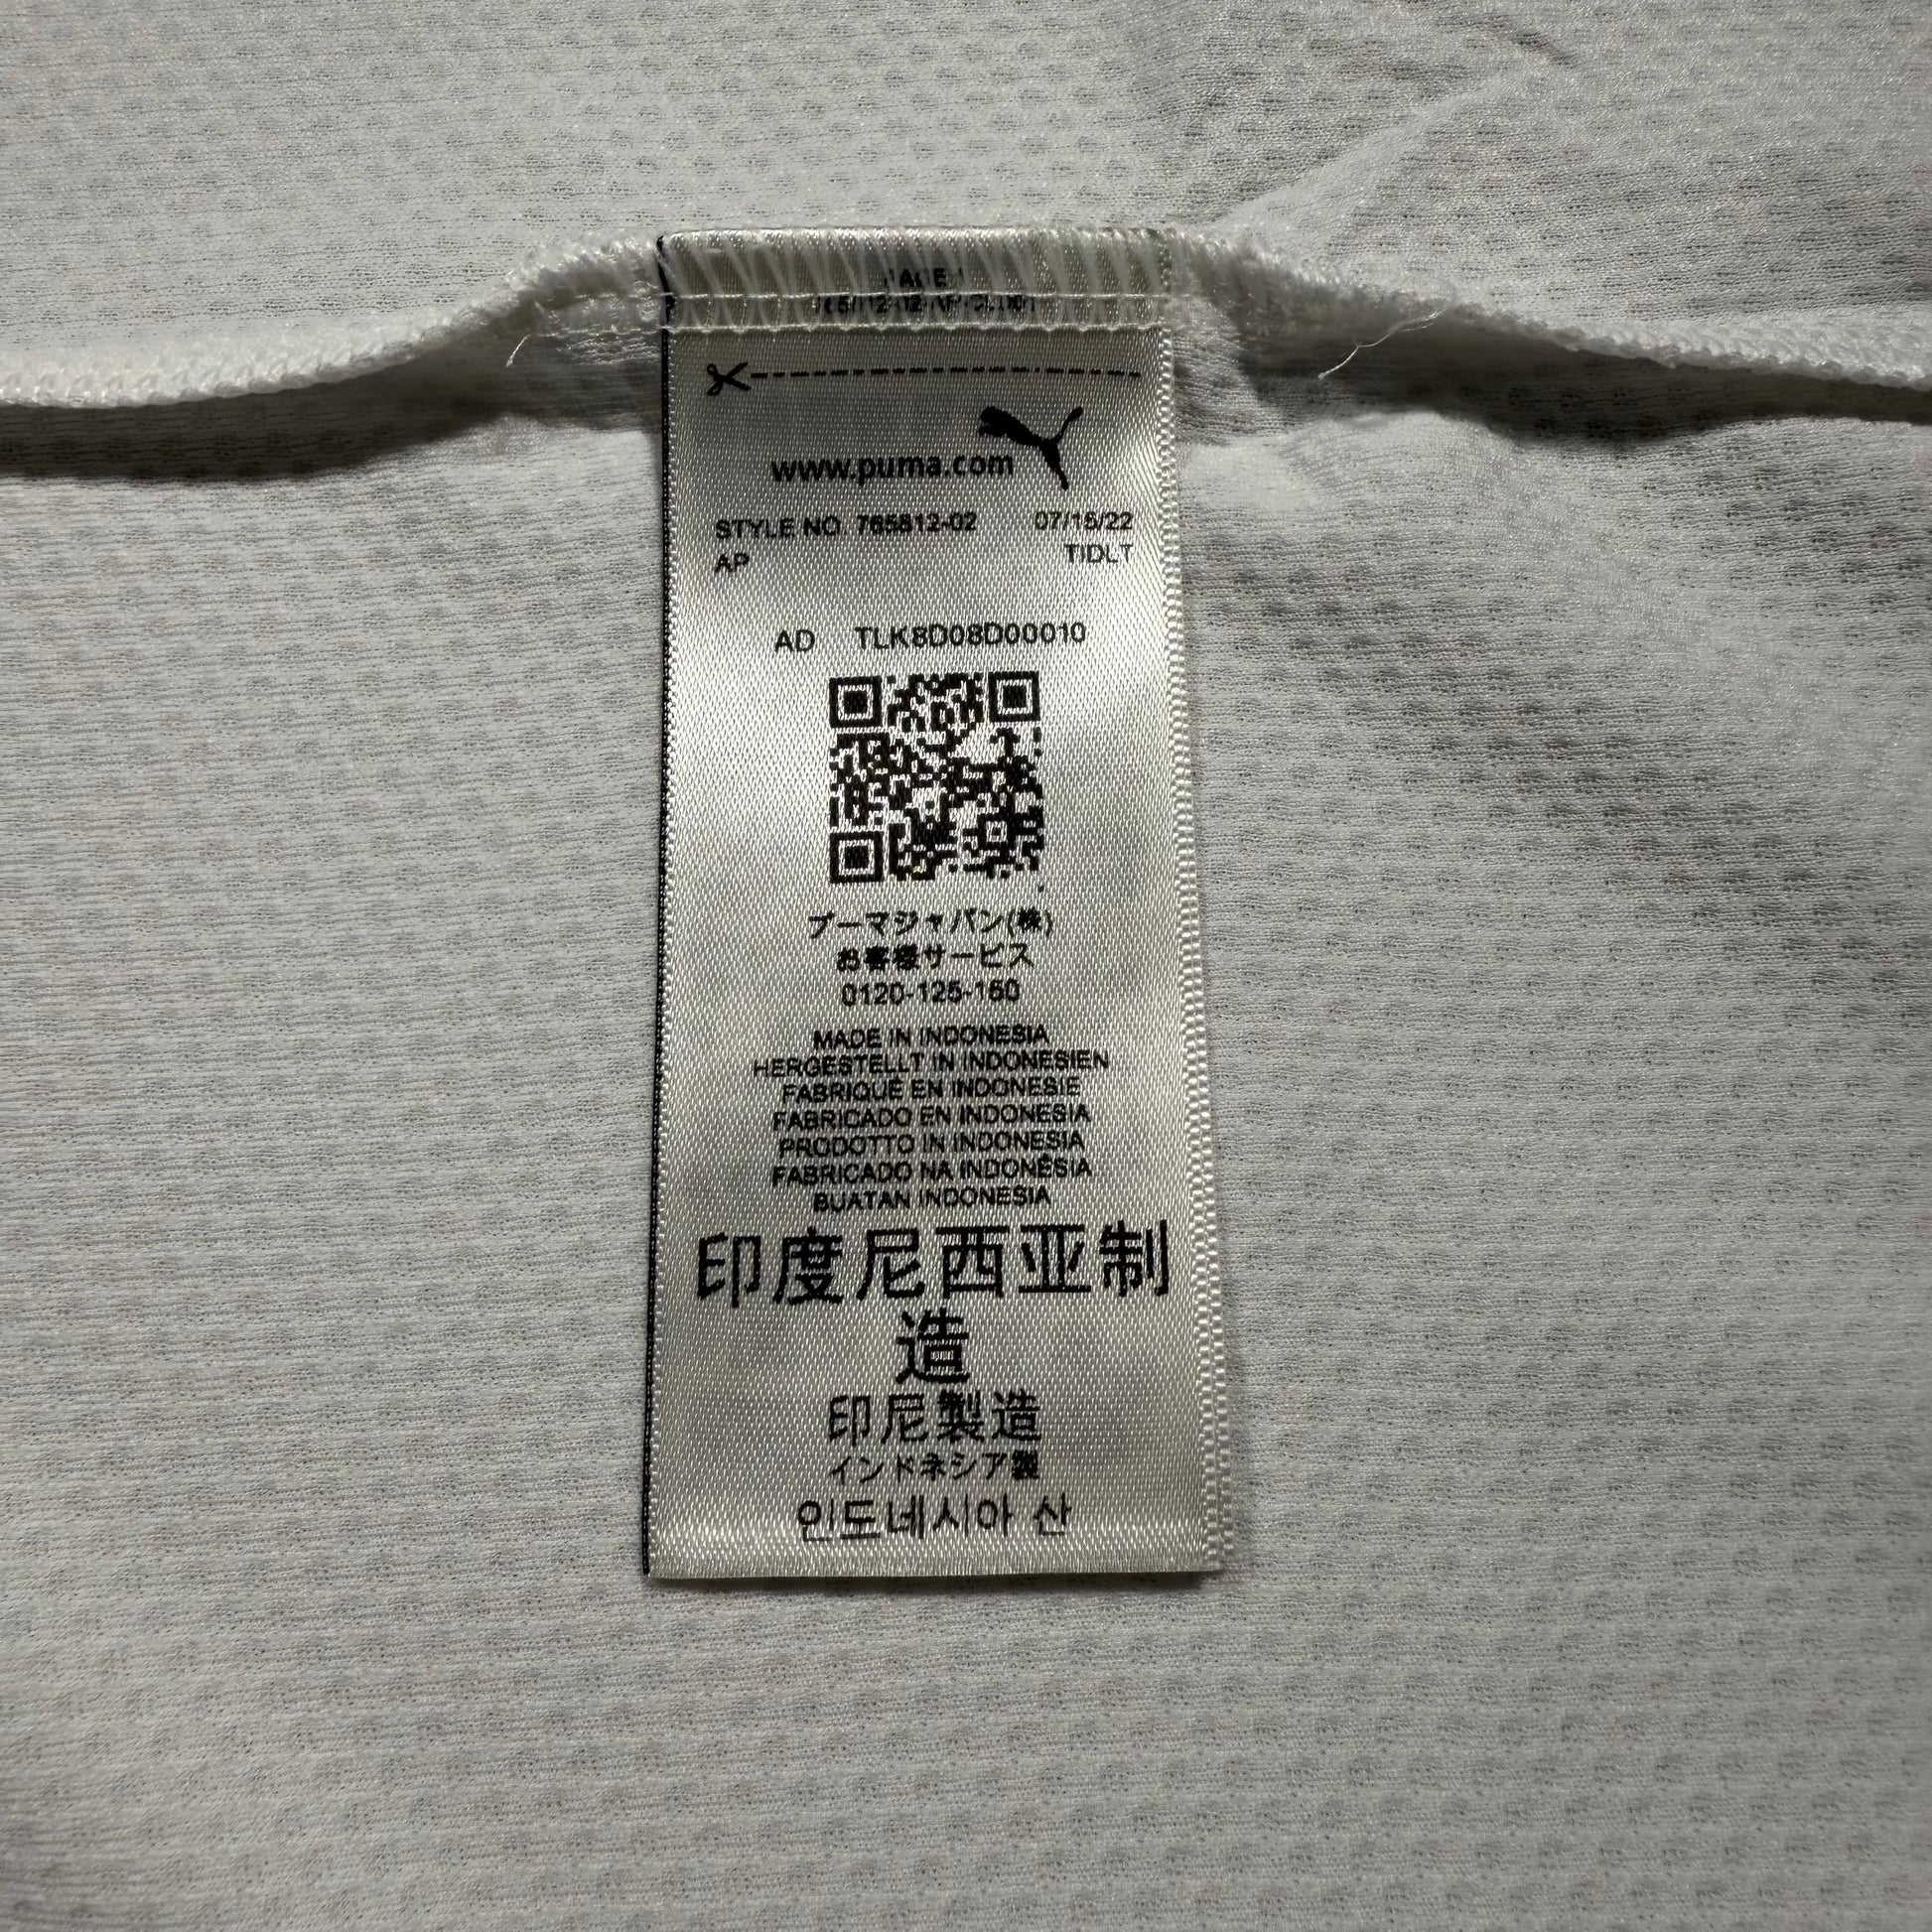 www.puma.com
STYLE NO. 765812-02 07/15/22
AP TIDLT
AD TLK8D08D00010
プーマジャパン(株)
お客様サービス
0120-125-150
MADE IN INDONESIA
HERGESTELLT IN INDONESIEN
FABRIQUÉ EN INDONESIE
FABRICADO EN INDONESIA
PRODOTTO IN INDONESIA
FABRICADO NA INDONÉSIA
BUATAN INDONESIA
印度尼西亚制
造
印尼製造
インドネシア製
인도네시아 산